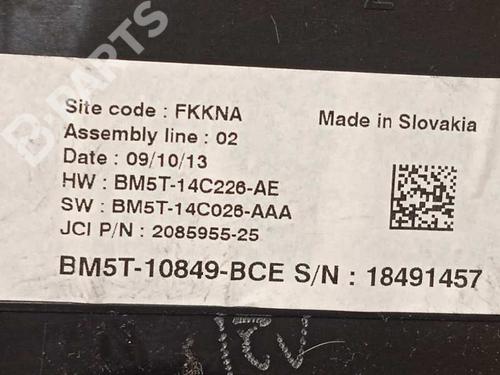 B-PARTS
Site code : FKKNA
Made in Slovakia
Assembly line : 02
Date : 09/10/13
HW : BM5T-14C226-AE
SW : BM5T-14C026-AAA
JCI P/N : 2085955-25
BM5T-10849-BCE S/N : 18491457